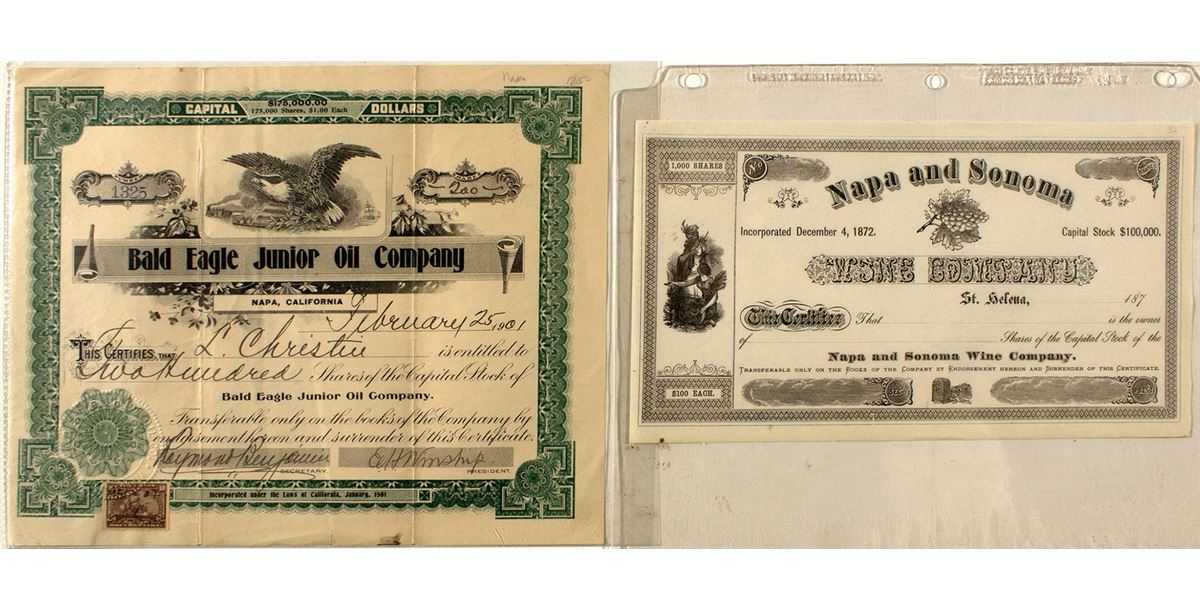 Napa
CAPITAL $175,000.00 DOLLARS
175,000 Shares, $1.00 Each
1325
200
Bald Eagle Junior Oil Company
NAPA, CALIFORNIA
February 25, 1901
THIS CERTIFIES, THAT L. Christie is entitled to
Two Hundred Shares of the Capital Stock of
Bald Eagle Junior Oil Company.
Transferable only on the books of the Company by
endorsement hereon and surrender of this Certificate.
Raymond Benjamin E H Winship
SECRETARY. PRESIDENT.
Incorporated under the Laws of California, January, 1901
1,000 SHARES
No
Napa and Sonoma
Incorporated December 4, 1872. Capital Stock $100,000.
WINE COMPANY
St. Helena, 187
This Certifies That is the owner
of Shares of the Capital Stock of the
Napa and Sonoma Wine Company.
TRANSFERABLE ONLY ON THE BOOKS OF THE COMPANY BY ENDORSEMENT HEREON AND SURRENDER OF THIS CERTIFICATE.
$100 EACH.
SEC.
PRES.